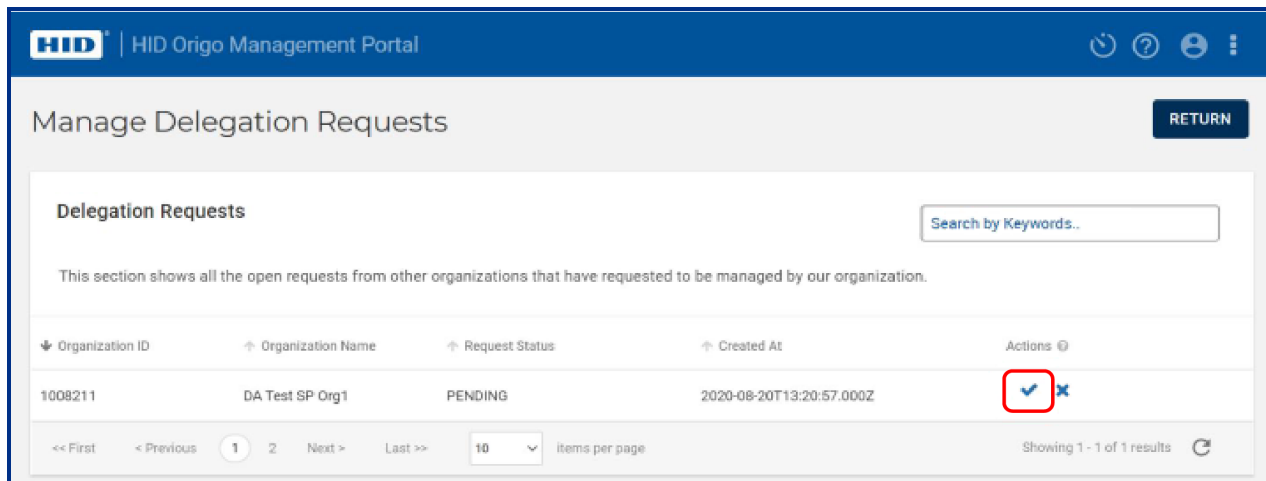 HID | HID Origo Management Portal
Manage Delegation Requests
RETURN
Delegation Requests
Search by Keywords..
This section shows all the open requests from other organizations that have requested to be managed by our organization.
Organization ID Organization Name Request Status Created At Actions
1008211 DA Test SP Org1 PENDING 2020-08-20T13:20:57.000Z
<< First < Previous 1 2 Next > Last >> 10 items per page Showing 1 - 1 of 1 results